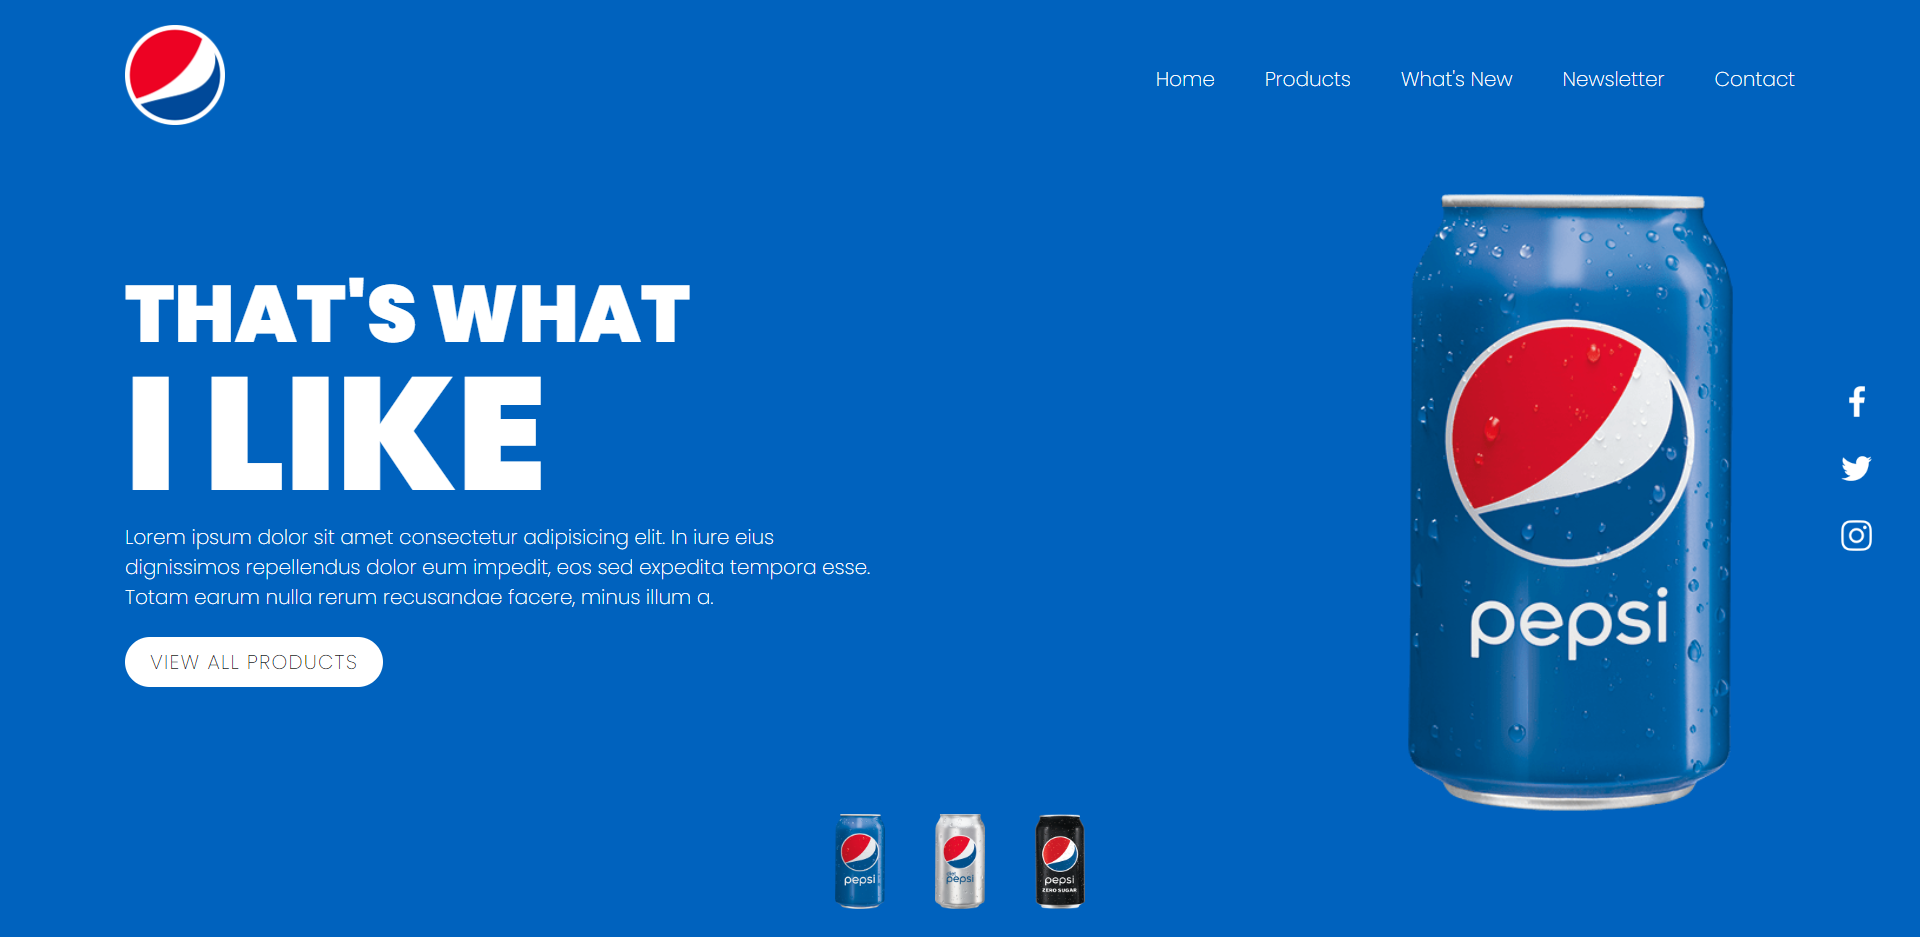 Home Products What's New Newsletter Contact
THAT'S WHAT
I LIKE
Lorem ipsum dolor sit amet consectetur adipisicing elit. In iure eius
dignissimos repellendus dolor eum impedit, eos sed expedita tempora esse.
Totam earum nulla rerum recusandae facere, minus illum a.
VIEW ALL PRODUCTS
pepsi
pepsi
diet
pepsi
pepsi
ZERO SUGAR